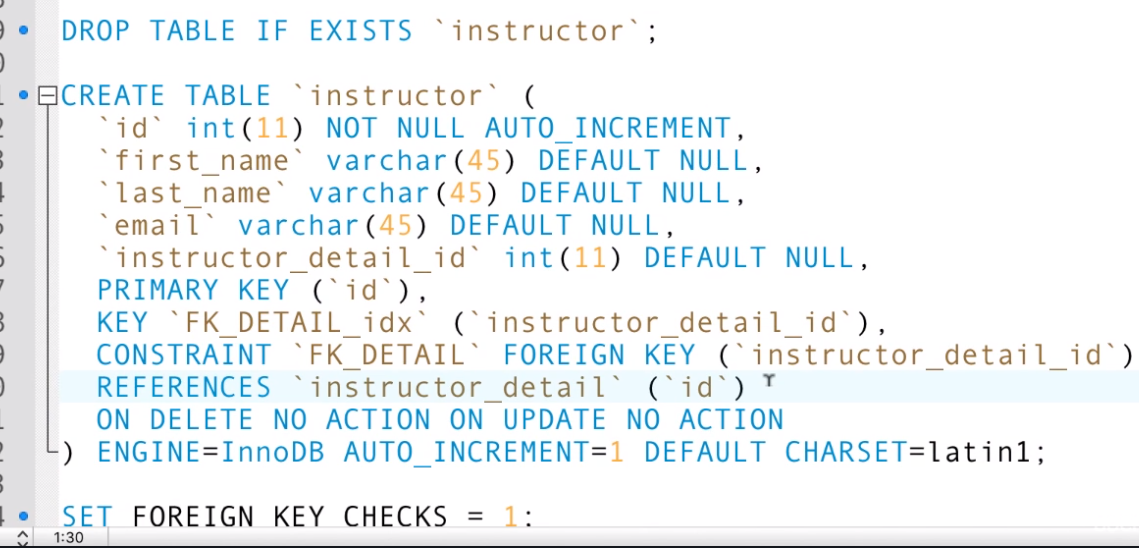 DROP TABLE IF EXISTS `instructor`;
CREATE TABLE `instructor` (
`id` int(11) NOT NULL AUTO_INCREMENT,
`first_name` varchar(45) DEFAULT NULL,
`last_name` varchar(45) DEFAULT NULL,
`email` varchar(45) DEFAULT NULL,
`instructor_detail_id` int(11) DEFAULT NULL,
PRIMARY KEY (`id`),
KEY `FK_DETAIL_idx` (`instructor_detail_id`),
CONSTRAINT `FK_DETAIL` FOREIGN KEY (`instructor_detail_id`)
REFERENCES `instructor_detail` (`id`)
ON DELETE NO ACTION ON UPDATE NO ACTION
) ENGINE=InnoDB AUTO_INCREMENT=1 DEFAULT CHARSET=latin1;
SET FOREIGN_KEY_CHECKS = 1;
1:30